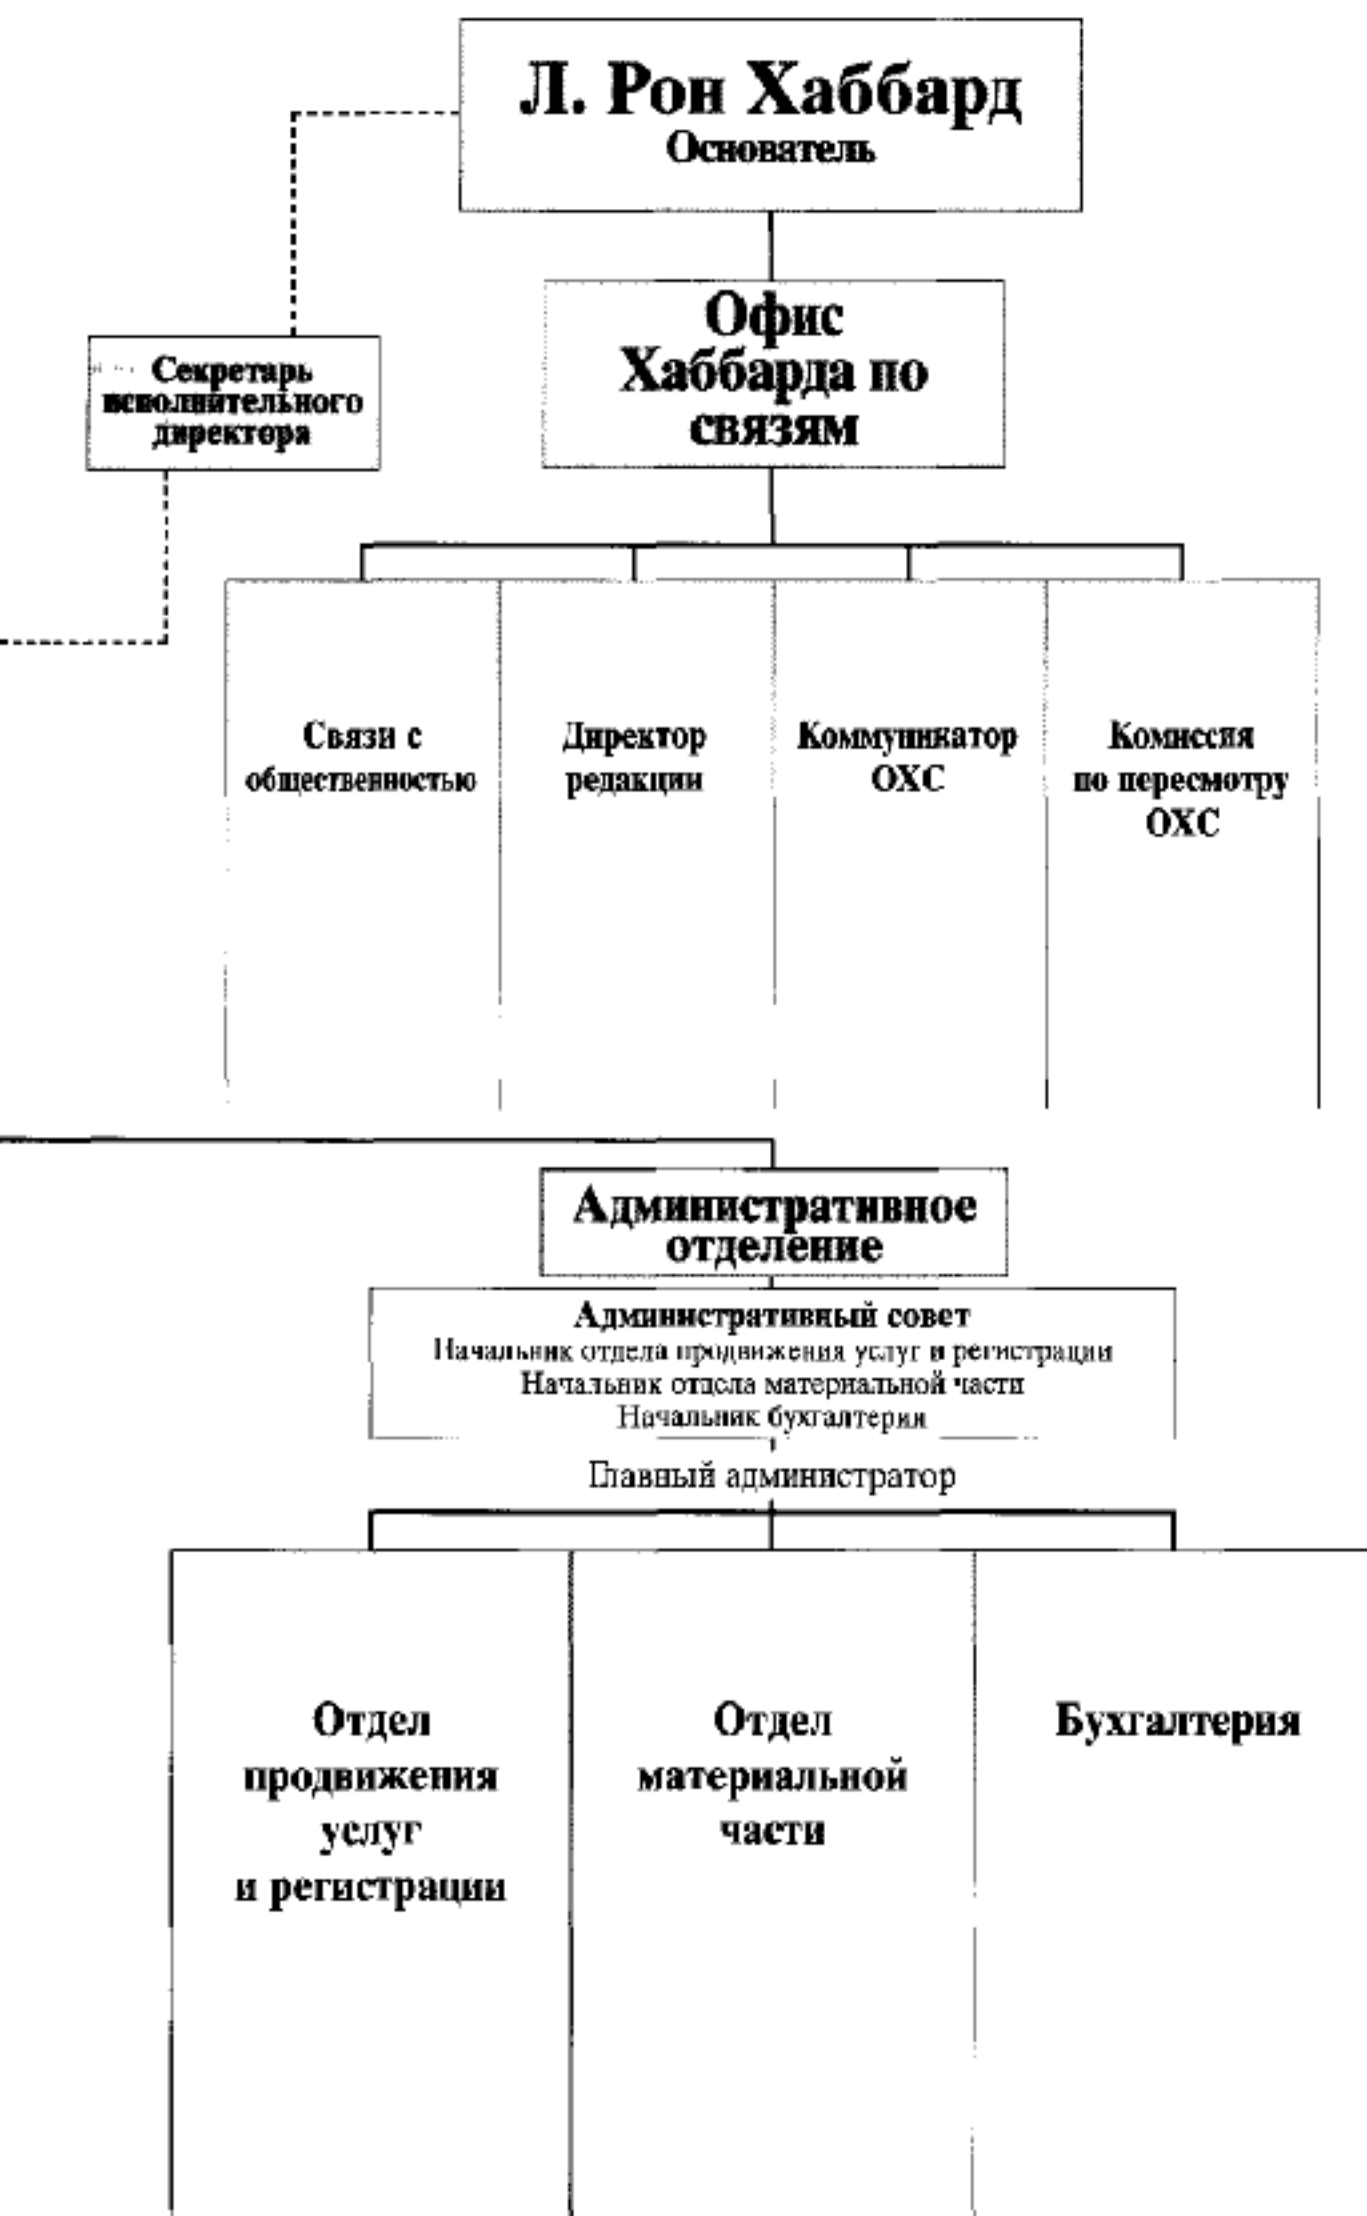 Л. Рон Хаббард
Основатель
Офис
Хаббарда по
связям
Секретарь
исполнительного
директора
Связи с
общественностью
Директор
редакции
Коммуникатор
ОХС
Комиссия
по пересмотру
ОХС
Административное
отделение
Административный совет
Начальник отдела продвижения услуг и регистрации
Начальник отдела материальной части
Начальник бухгалтерии
Главный администратор
Отдел
продвижения
услуг
и регистрации
Отдел
материальной
части
Бухгалтерия